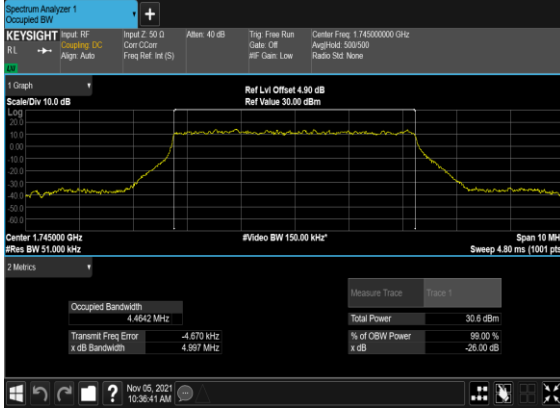 Spectrum Analyzer 1
Occupied BW
+
KEYSIGHT Input: RF Input Z: 50 Ω Atten: 40 dB Trig: Free Run Center Freq: 1.745000000 GHz
RL Coupling: DC Corr CCorr Gate: Off Avg|Hold: 500/500
Align: Auto Freq Ref: Int (S) #IF Gain: Low Radio Std: None
LU
1 Graph
Ref Lvl Offset 4.90 dB
Scale/Div 10.0 dB Ref Value 30.00 dBm
Log
20.0
10.0
0.00
-10.0
-20.0
-30.0
-40.0
-50.0
-60.0
Center 1.745000 GHz #Video BW 150.00 kHz* Span 10 MH
#Res BW 51.000 kHz Sweep 4.80 ms (1001 pts
2 Metrics
Measure Trace Trace 1
Occupied Bandwidth
4.4642 MHz Total Power 30.6 dBm
Transmit Freq Error -4.670 kHz % of OBW Power 99.00 %
x dB Bandwidth 4.997 MHz x dB -26.00 dB
? Nov 05, 2021
10:36:41 AM